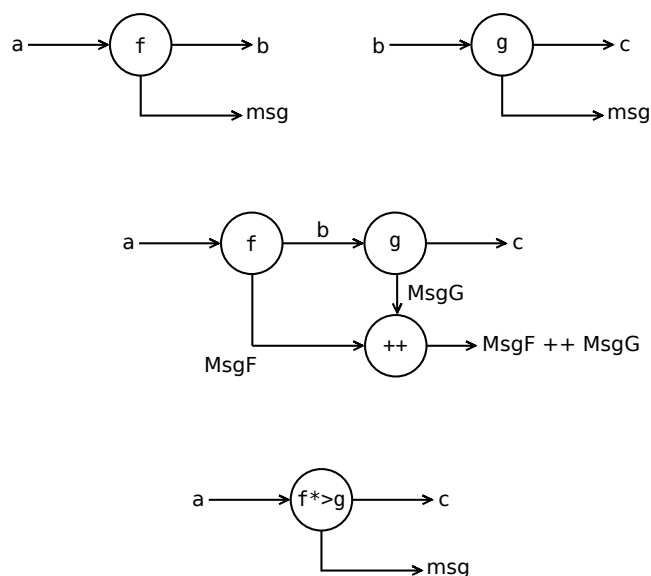 a f b
msg
b g c
msg
a f b g c
MsgG
++ MsgF ++ MsgG
MsgF
a f*>g c
msg